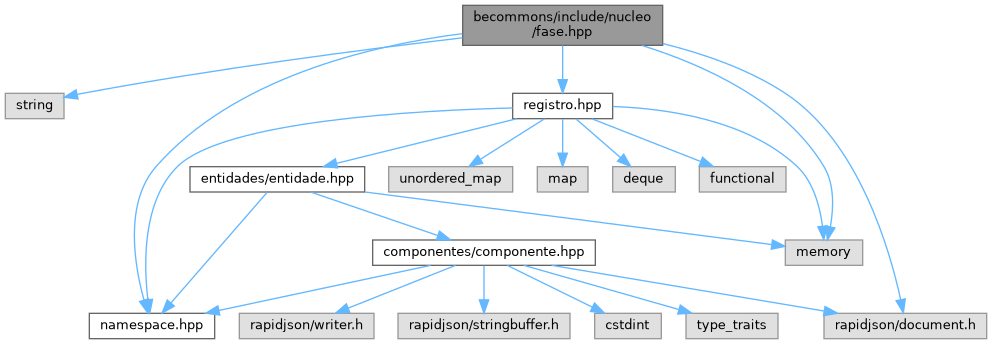 becommons/include/nucleo
/fase.hpp
string
registro.hpp
entidades/entidade.hpp
unordered_map
map
deque
functional
componentes/componente.hpp
memory
namespace.hpp
rapidjson/writer.h
rapidjson/stringbuffer.h
cstdint
type_traits
rapidjson/document.h